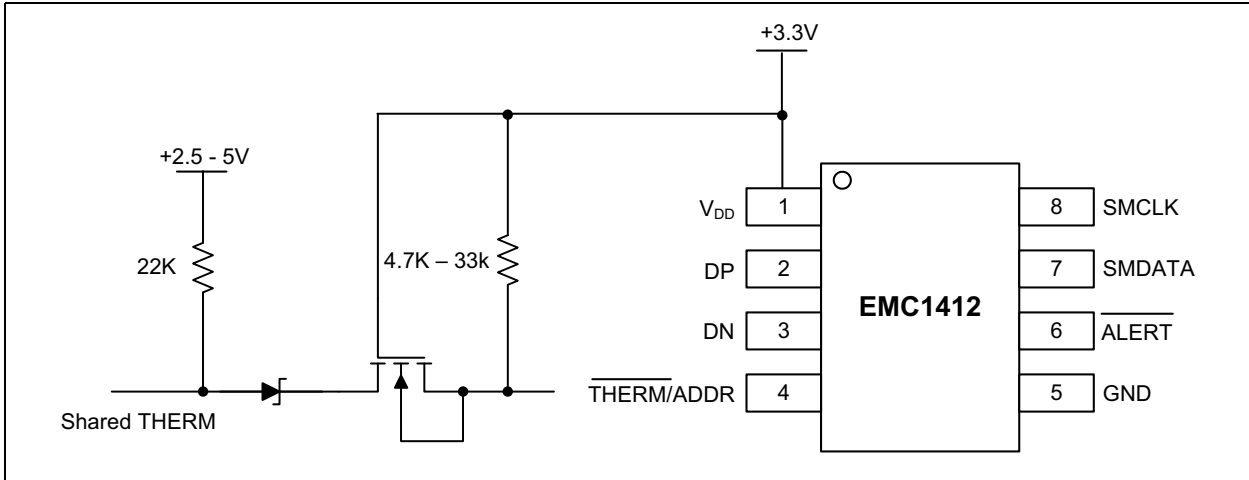 +3.3V
+2.5 - 5V
22K
4.7K – 33k
Shared THERM
V_DD 1
DP 2
DN 3
THERM/ADDR 4
EMC1412
8 SMCLK
7 SMDATA
6 ALERT
5 GND